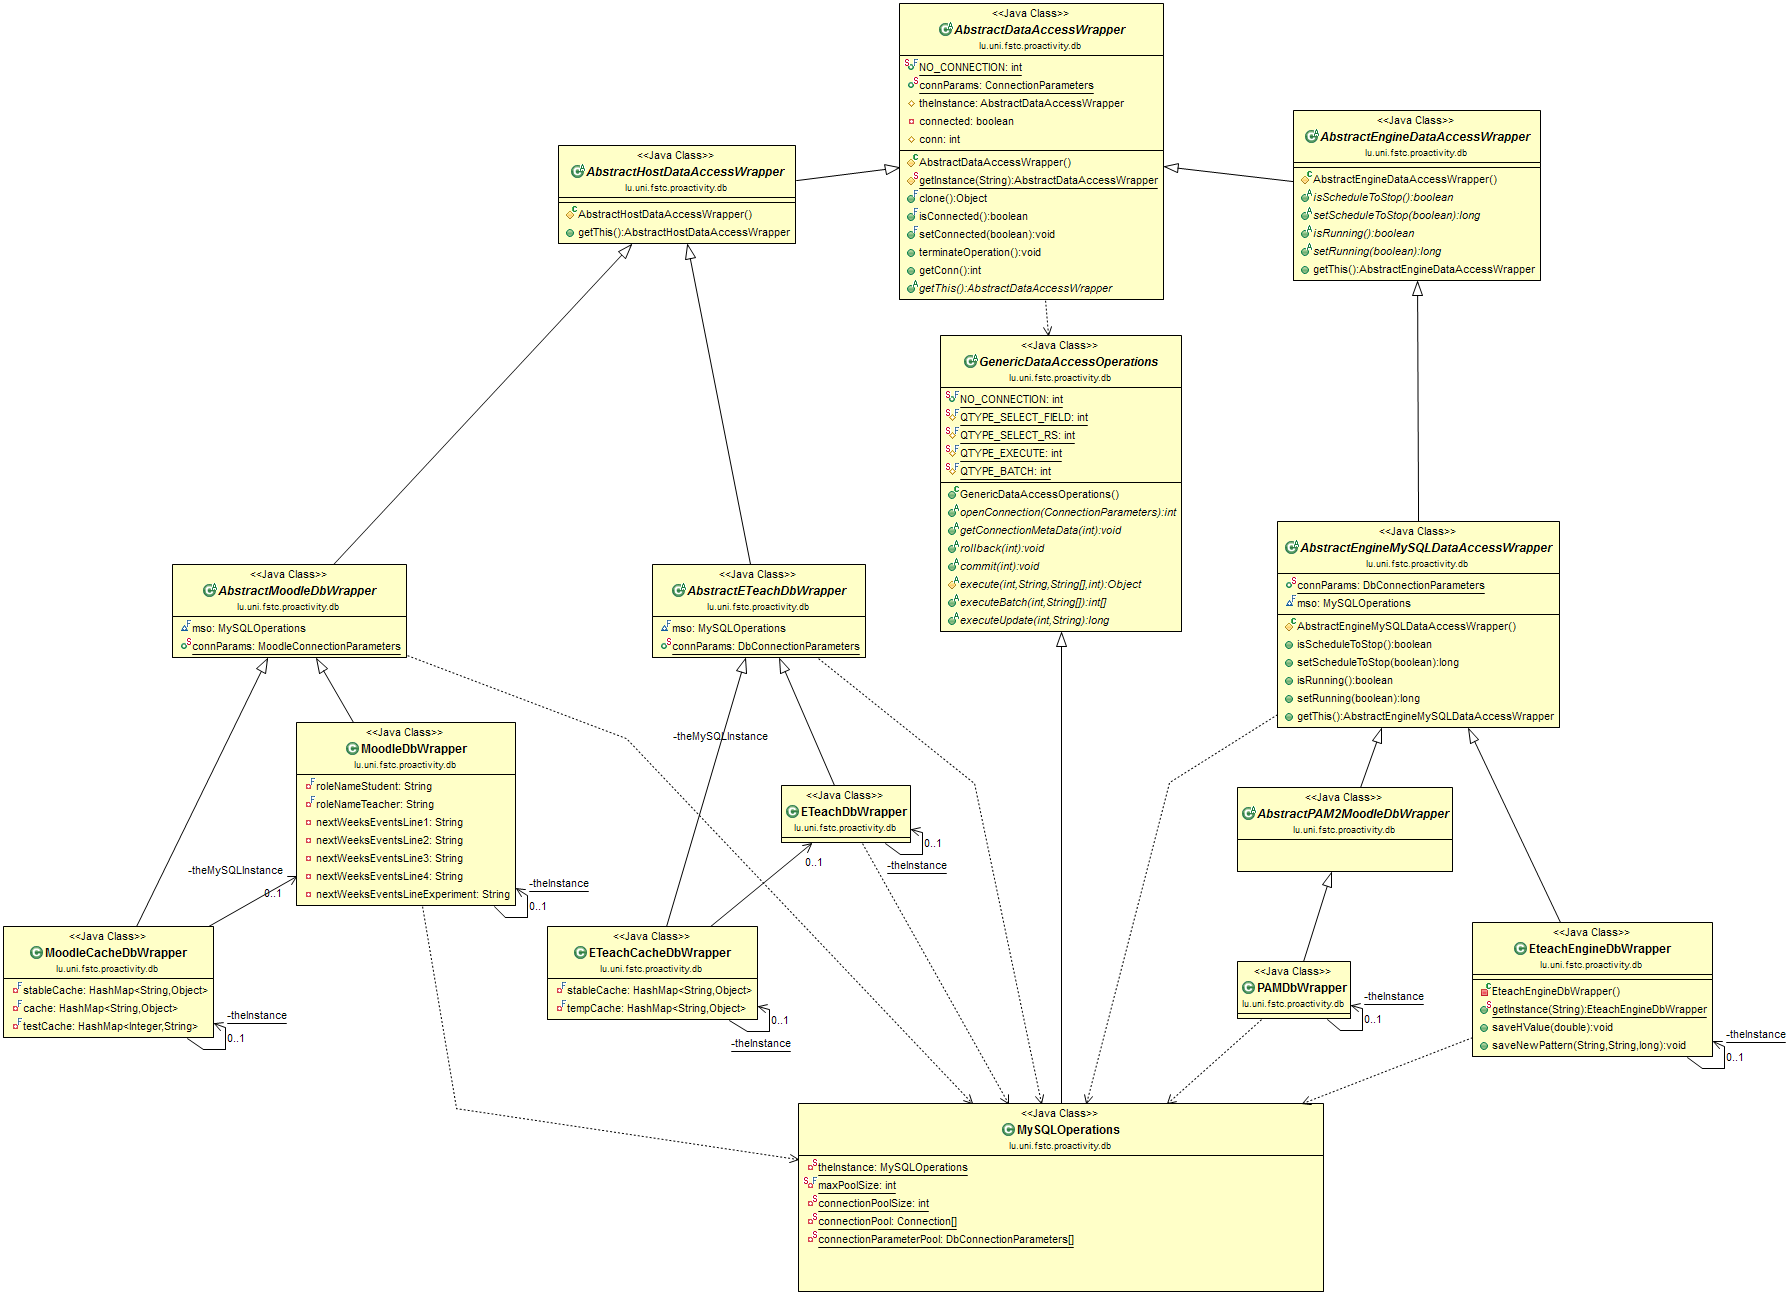 <<Java Class>>
AbstractDataAccessWrapper
lu.uni.fstc.proactivity.db
NO_CONNECTION: int
connParams: ConnectionParameters
theInstance: AbstractDataAccessWrapper
connected: boolean
conn: int
AbstractDataAccessWrapper()
getInstance(String):AbstractDataAccessWrapper
clone():Object
isConnected():boolean
setConnected(boolean):void
terminateOperation():void
getConn():int
getThis():AbstractDataAccessWrapper
<<Java Class>>
AbstractEngineDataAccessWrapper
lu.uni.fstc.proactivity.db
AbstractEngineDataAccessWrapper()
isScheduleToStop():boolean
setScheduleToStop(boolean):long
isRunning():boolean
setRunning(boolean):long
getThis():AbstractEngineDataAccessWrapper
<<Java Class>>
AbstractHostDataAccessWrapper
lu.uni.fstc.proactivity.db
AbstractHostDataAccessWrapper()
getThis():AbstractHostDataAccessWrapper
<<Java Class>>
GenericDataAccessOperations
lu.uni.fstc.proactivity.db
NO_CONNECTION: int
QTYPE_SELECT_FIELD: int
QTYPE_SELECT_RS: int
QTYPE_EXECUTE: int
QTYPE_BATCH: int
GenericDataAccessOperations()
openConnection(ConnectionParameters):int
getConnectionMetaData(int):void
rollback(int):void
commit(int):void
execute(int,String,String[],int):Object
executeBatch(int,String[]):int[]
executeUpdate(int,String):long
<<Java Class>>
AbstractEngineMySQLDataAccessWrapper
lu.uni.fstc.proactivity.db
connParams: DbConnectionParameters
mso: MySQLOperations
AbstractEngineMySQLDataAccessWrapper()
isScheduleToStop():boolean
setScheduleToStop(boolean):long
isRunning():boolean
setRunning(boolean):long
getThis():AbstractEngineMySQLDataAccessWrapper
<<Java Class>>
AbstractMoodleDbWrapper
lu.uni.fstc.proactivity.db
mso: MySQLOperations
connParams: MoodleConnectionParameters
<<Java Class>>
AbstractETeachDbWrapper
lu.uni.fstc.proactivity.db
mso: MySQLOperations
connParams: DbConnectionParameters
<<Java Class>>
MoodleDbWrapper
lu.uni.fstc.proactivity.db
roleNameStudent: String
roleNameTeacher: String
nextWeeksEventsLine1: String
nextWeeksEventsLine2: String
nextWeeksEventsLine3: String
nextWeeksEventsLine4: String
nextWeeksEventsLineExperiment: String
-theInstance
0..1
-theMySQLInstance
0..1
-theMySQLInstance
0..1
<<Java Class>>
ETeachDbWrapper
lu.uni.fstc.proactivity.db
0..1
-theInstance
<<Java Class>>
AbstractPAM2MoodleDbWrapper
lu.uni.fstc.proactivity.db
<<Java Class>>
MoodleCacheDbWrapper
lu.uni.fstc.proactivity.db
stableCache: HashMap<String,Object>
cache: HashMap<String,Object>
testCache: HashMap<Integer,String>
-theInstance
0..1
<<Java Class>>
ETeachCacheDbWrapper
lu.uni.fstc.proactivity.db
stableCache: HashMap<String,Object>
tempCache: HashMap<String,Object>
0..1
-theInstance
<<Java Class>>
PAMDbWrapper
lu.uni.fstc.proactivity.db
-theInstance
0..1
<<Java Class>>
EteachEngineDbWrapper
lu.uni.fstc.proactivity.db
EteachEngineDbWrapper()
getInstance(String):EteachEngineDbWrapper
saveHValue(double):void
saveNewPattern(String,String,long):void
-theInstance
0..1
<<Java Class>>
MySQLOperations
lu.uni.fstc.proactivity.db
theInstance: MySQLOperations
maxPoolSize: int
connectionPoolSize: int
connectionPool: Connection[]
connectionParameterPool: DbConnectionParameters[]